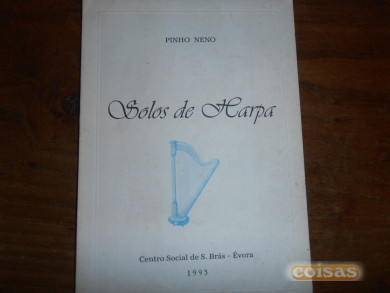 PINHO NENO
Solos de Harpa
Centro Social de S. Brás - Évora
1993
coisas